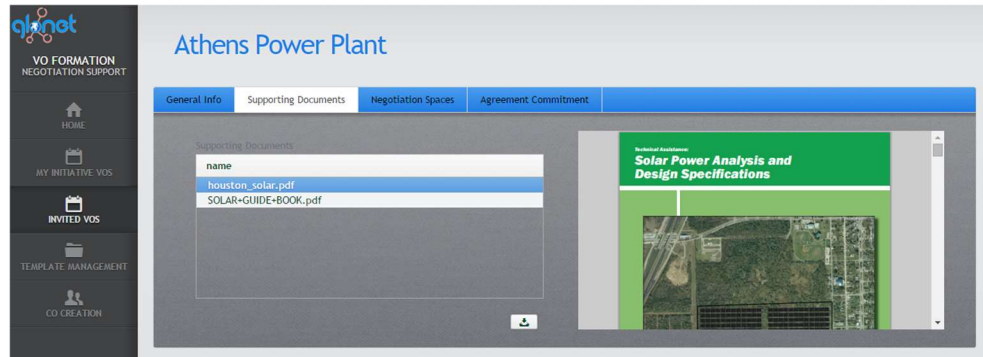 glonet
VO FORMATION
NEGOTIATION SUPPORT
HOME
MY INITIATIVE VOS
INVITED VOS
TEMPLATE MANAGEMENT
CO CREATION
Athens Power Plant
General Info
Supporting Documents
Negotiation Spaces
Agreement Commitment
Supporting Documents
name
houston_solar.pdf
SOLAR+GUIDE+BOOK.pdf
Technical Assistance:
Solar Power Analysis and
Design Specifications